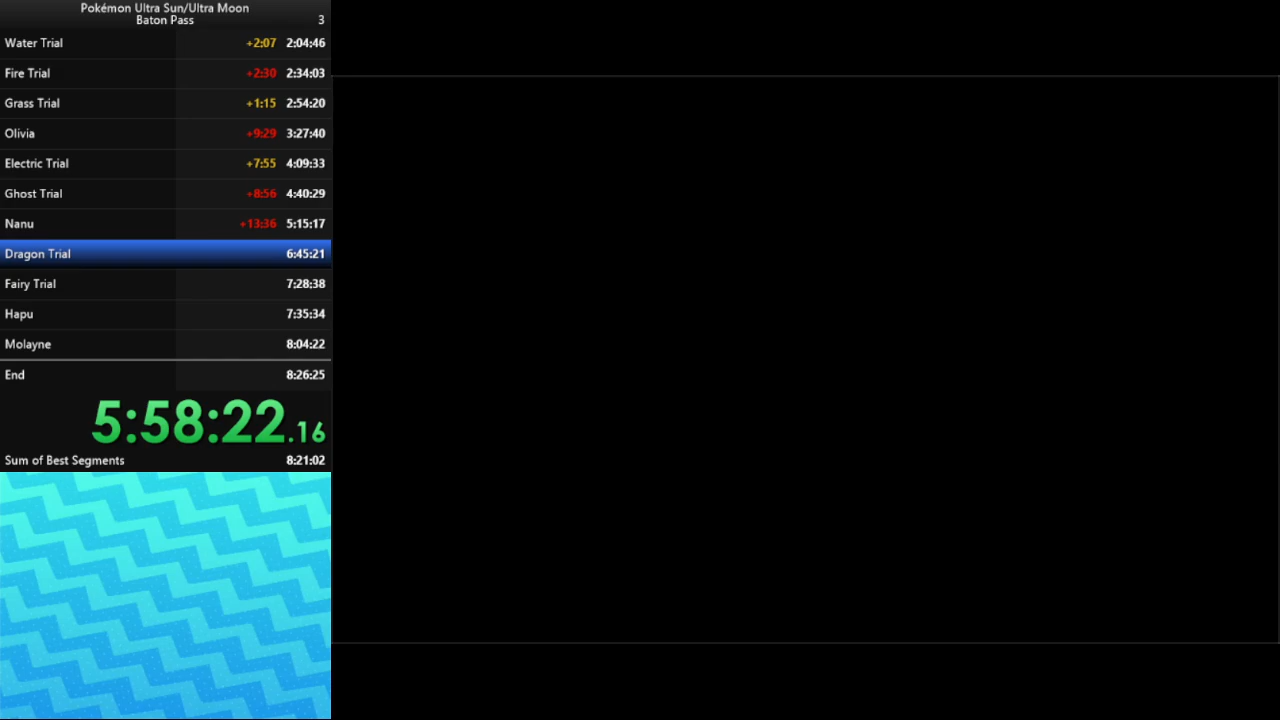 Pokémon Ultra Sun/Ultra Moon
Baton Pass 3
Water Trial +2:07 2:04:46
Fire Trial +2:30 2:34:03
Grass Trial +1:15 2:54:20
Olivia +9:29 3:27:40
Electric Trial +7:55 4:09:33
Ghost Trial +8:56 4:40:29
Nanu +13:36 5:15:17
Dragon Trial 6:45:21
Fairy Trial 7:28:38
Hapu 7:35:34
Molayne 8:04:22
End 8:26:25
5:58:22.16
Sum of Best Segments 8:21:02